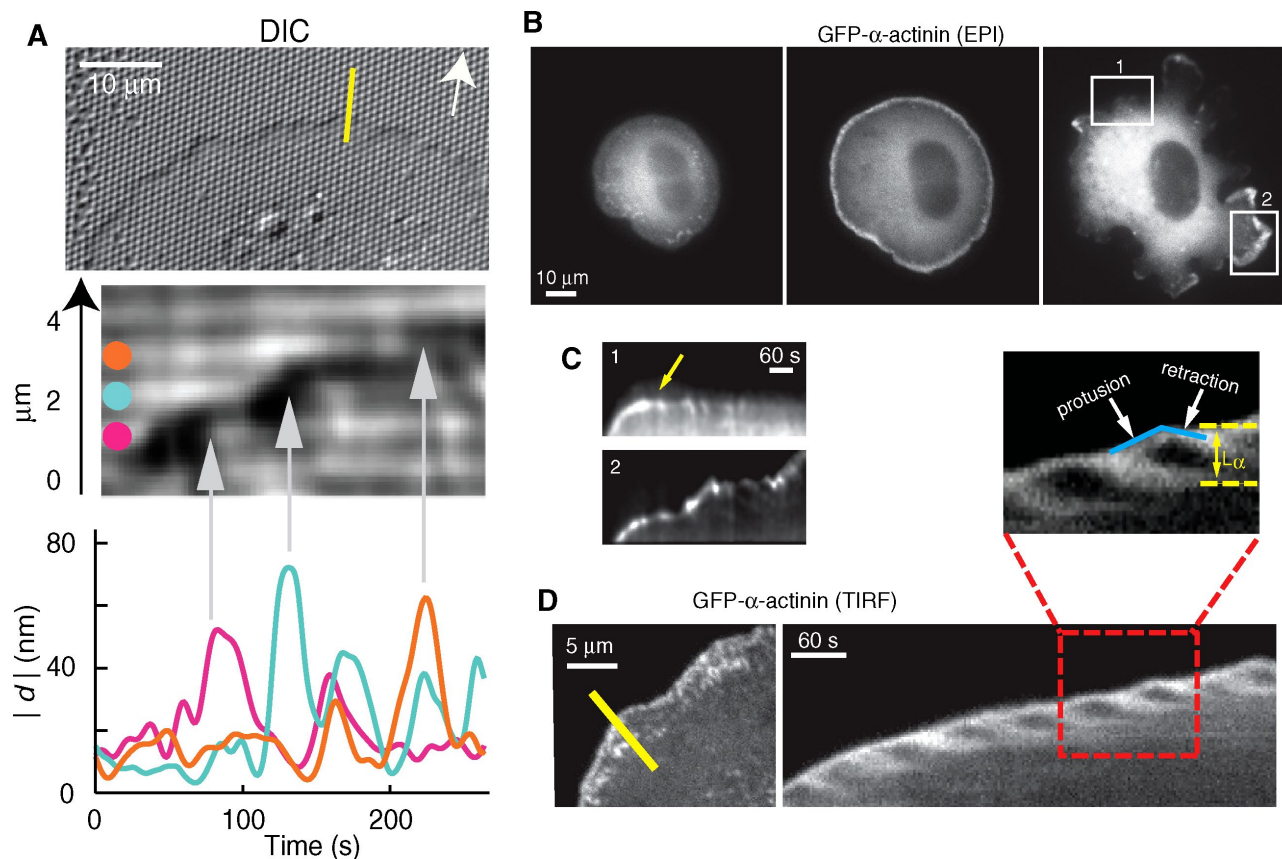 A
DIC
10 μm
4
2
0
μm
80
40
0
| d | (nm)
0
100
200
Time (s)
B
GFP-α-actinin (EPI)
10 μm
1
2
C
1
60 s
2
protusion
retraction
Lα
D
GFP-α-actinin (TIRF)
5 μm
60 s